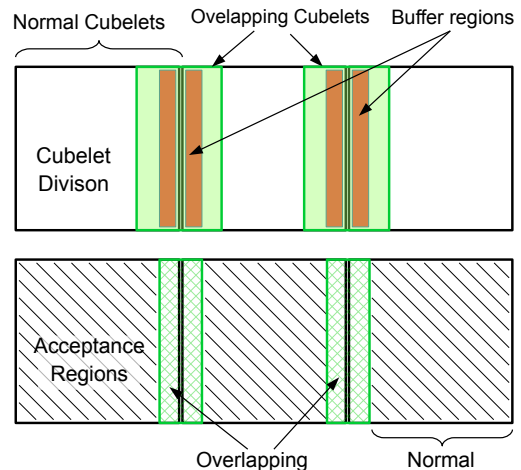 Normal Cubelets
Ovelapping Cubelets
Buffer regions
Cubelet
Divison
Acceptance
Regions
Overlapping
Normal